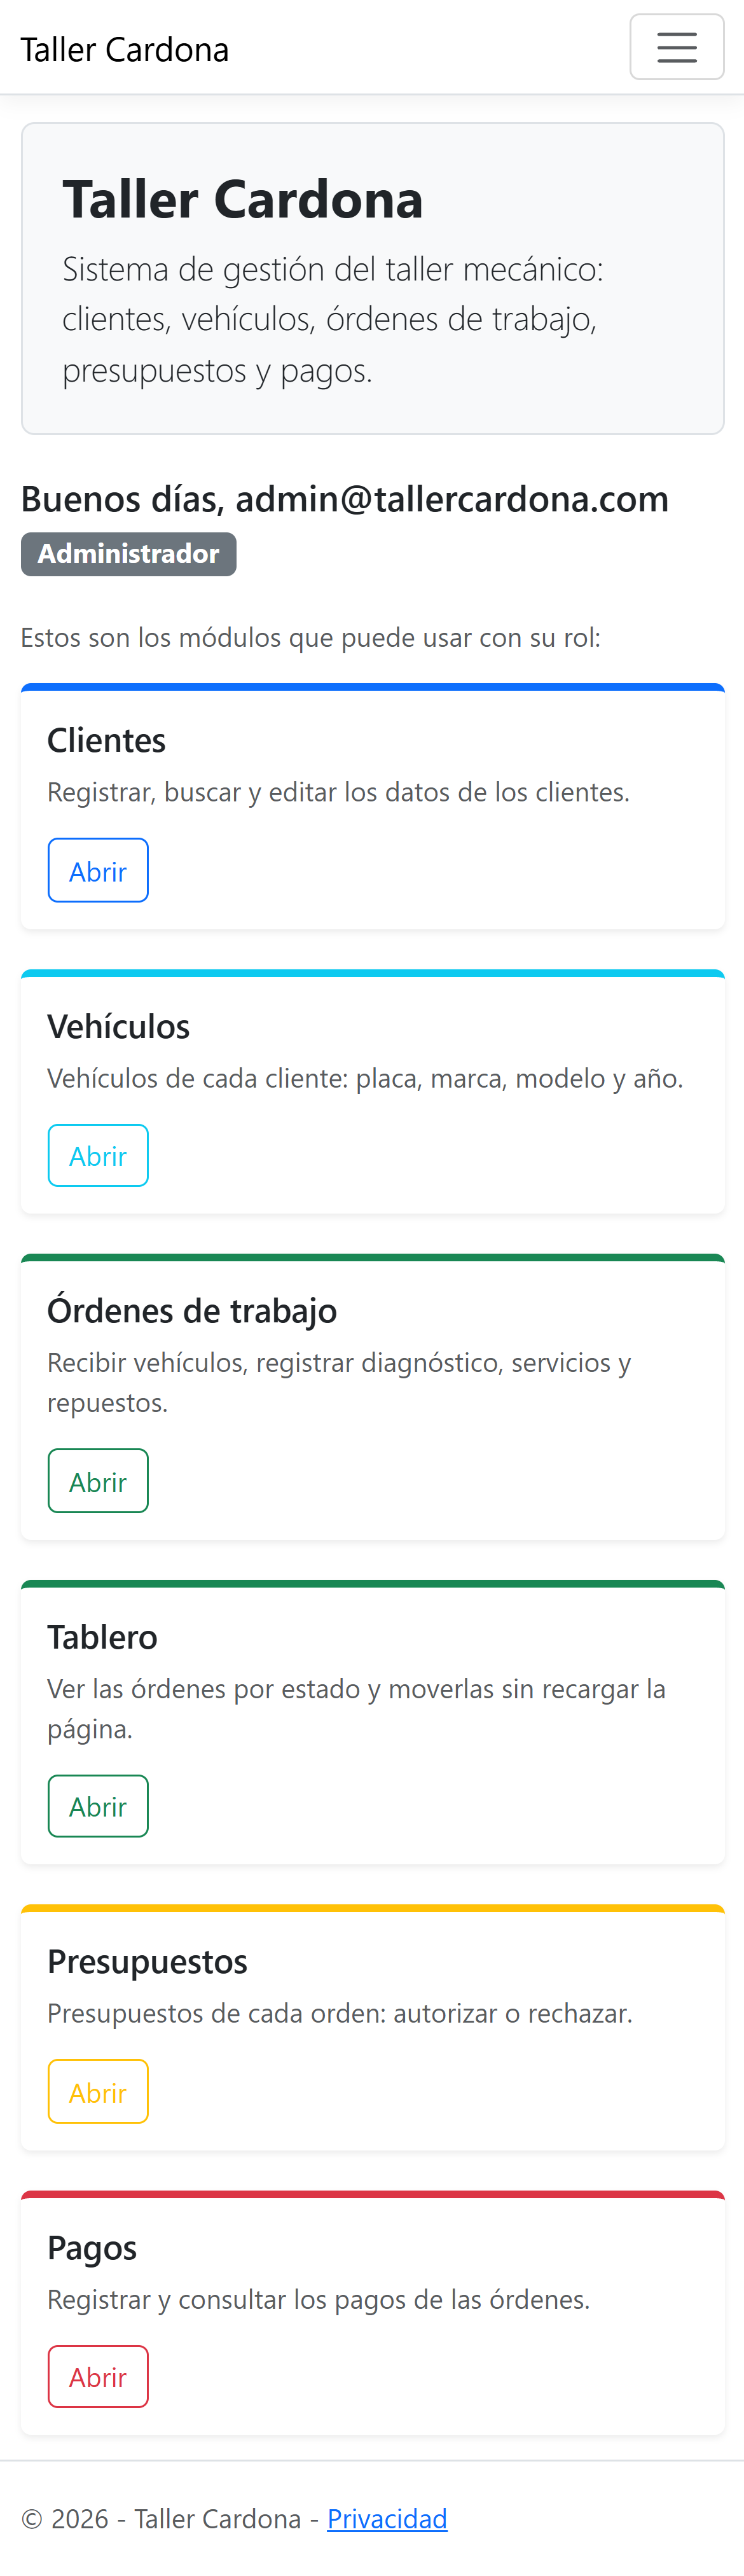 Taller Cardona
Taller Cardona
Sistema de gestión del taller mecánico:
clientes, vehículos, órdenes de trabajo,
presupuestos y pagos.
Buenos días, admin@tallercardona.com
Administrador
Estos son los módulos que puede usar con su rol:
Clientes
Registrar, buscar y editar los datos de los clientes.
Abrir
Vehículos
Vehículos de cada cliente: placa, marca, modelo y año.
Abrir
Órdenes de trabajo
Recibir vehículos, registrar diagnóstico, servicios y
repuestos.
Abrir
Tablero
Ver las órdenes por estado y moverlas sin recargar la
página.
Abrir
Presupuestos
Presupuestos de cada orden: autorizar o rechazar.
Abrir
Pagos
Registrar y consultar los pagos de las órdenes.
Abrir
© 2026 - Taller Cardona - Privacidad